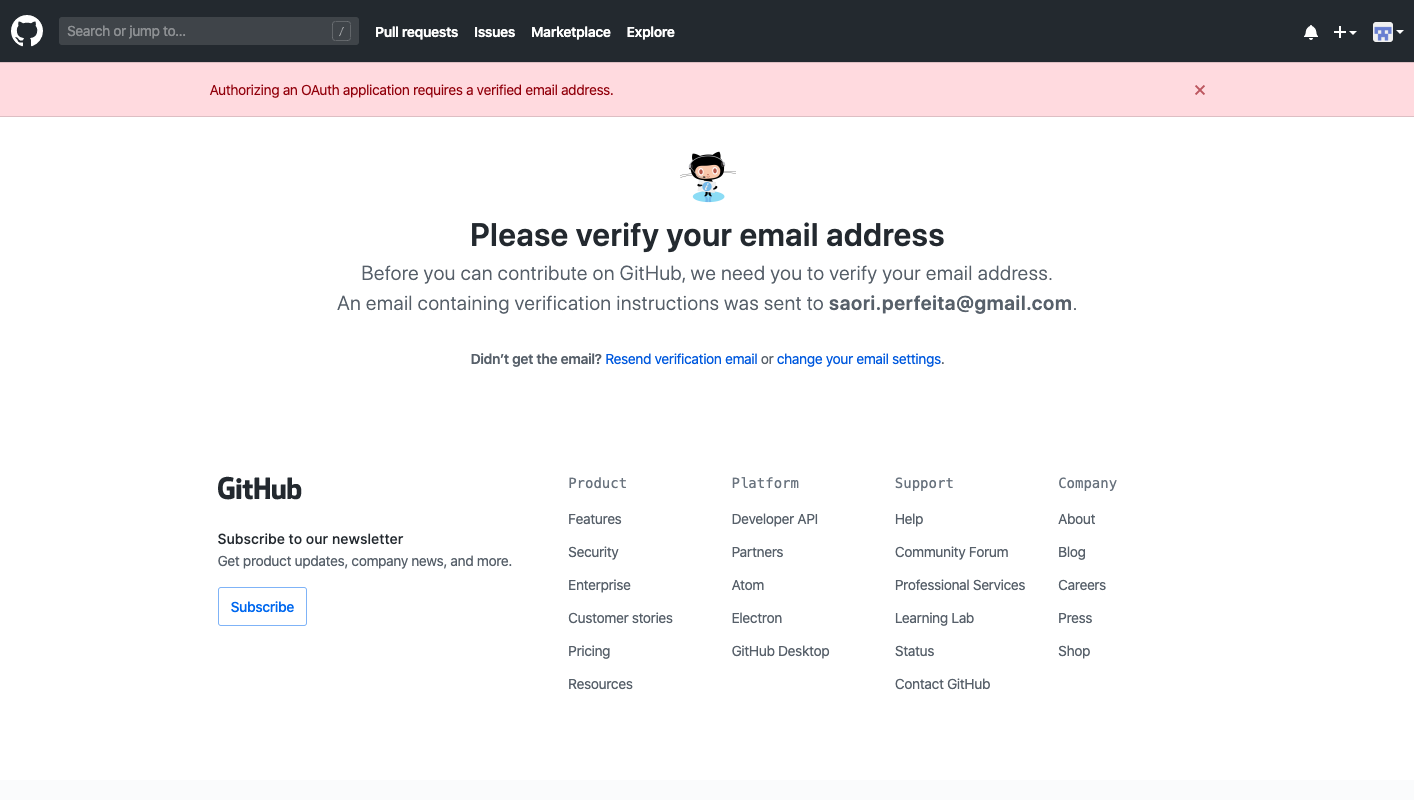 Search or jump to... /
Pull requests Issues Marketplace Explore
Authorizing an OAuth application requires a verified email address.
Please verify your email address
Before you can contribute on GitHub, we need you to verify your email address.
An email containing verification instructions was sent to saori.perfeita@gmail.com.
Didn’t get the email? Resend verification email or change your email settings.
GitHub
Subscribe to our newsletter
Get product updates, company news, and more.
Subscribe
Product
Features
Security
Enterprise
Customer stories
Pricing
Resources
Platform
Developer API
Partners
Atom
Electron
GitHub Desktop
Support
Help
Community Forum
Professional Services
Learning Lab
Status
Contact GitHub
Company
About
Blog
Careers
Press
Shop